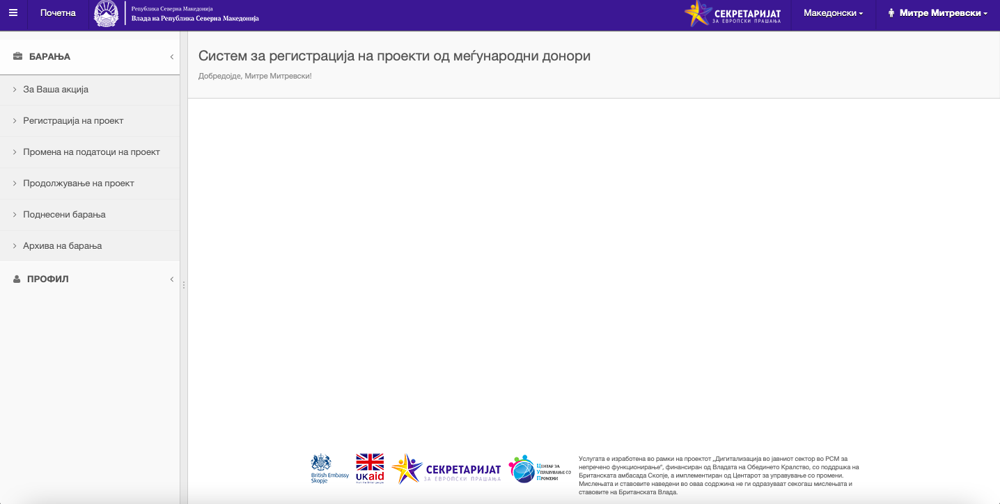 Почетна
Република Северна Македонија
Влада на Република Северна Македонија
СЕКРЕТАРИЈАТ
ЗА ЕВРОПСКИ ПРАШАЊА
Македонски
Митре Митревски
БАРАЊА
За Ваша акција
Регистрација на проект
Промена на податоци на проект
Продолжување на проект
Поднесени барања
Архива на барања
ПРОФИЛ
Систем за регистрација на проекти од меѓународни донори
Добредојде, Митре Митревски!
British Embassy
Skopje
UKaid
from the British people
СЕКРЕТАРИЈАТ
ЗА ЕВРОПСКИ ПРАШАЊА
ЦЕНТАР ЗА
УПРАВУВАЊЕ СО
ПРОМЕНИ
Услугата е изработена во рамки на проектот „Дигитализација во јавниот сектор во РСМ за
непречено функционирање“, финансиран од Владата на Обединето Кралство, со поддршка на
Британската амбасада Скопје, а имплементиран од Центарот за управување со промени.
Мислењата и ставовите наведени во оваа содржина не ги одразуваат секогаш мислењата и
ставовите на Британската Влада.